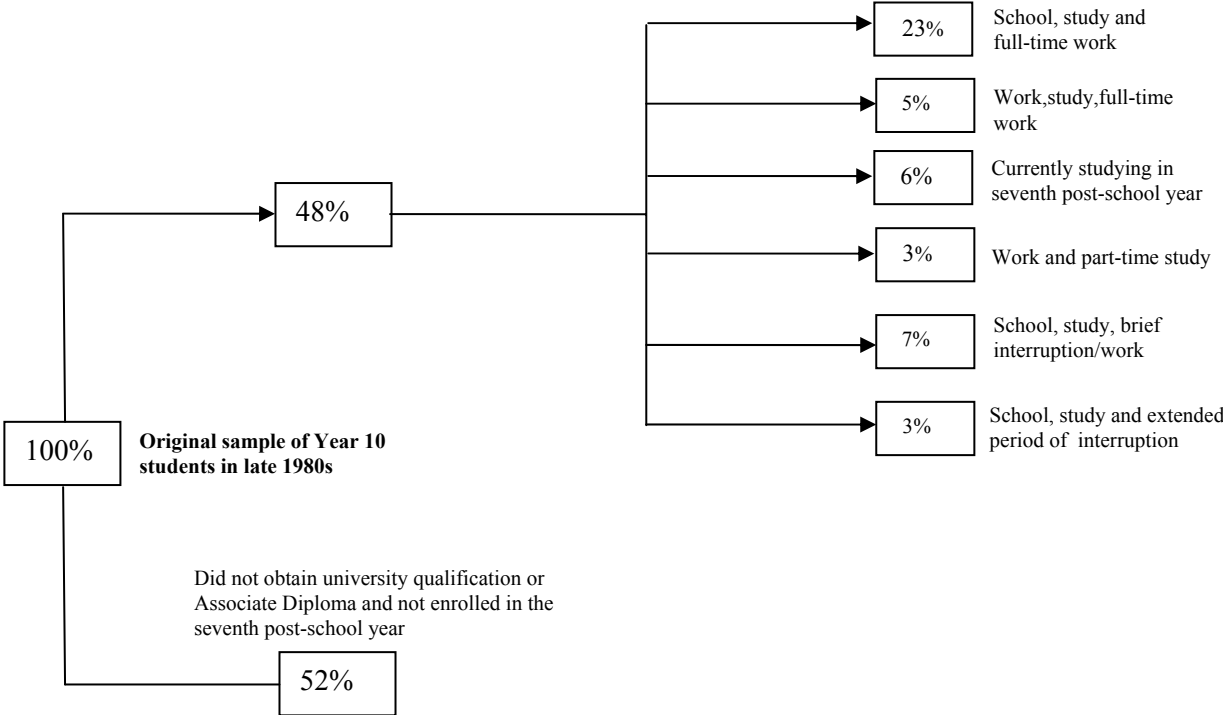 23%
School, study and
full-time work
5%
Work,study,full-time
work
6%
Currently studying in
seventh post-school year
48%
3%
Work and part-time study
7%
School, study, brief
interruption/work
3%
School, study and extended
period of interruption
100%
Original sample of Year 10
students in late 1980s
Did not obtain university qualification or
Associate Diploma and not enrolled in the
seventh post-school year
52%